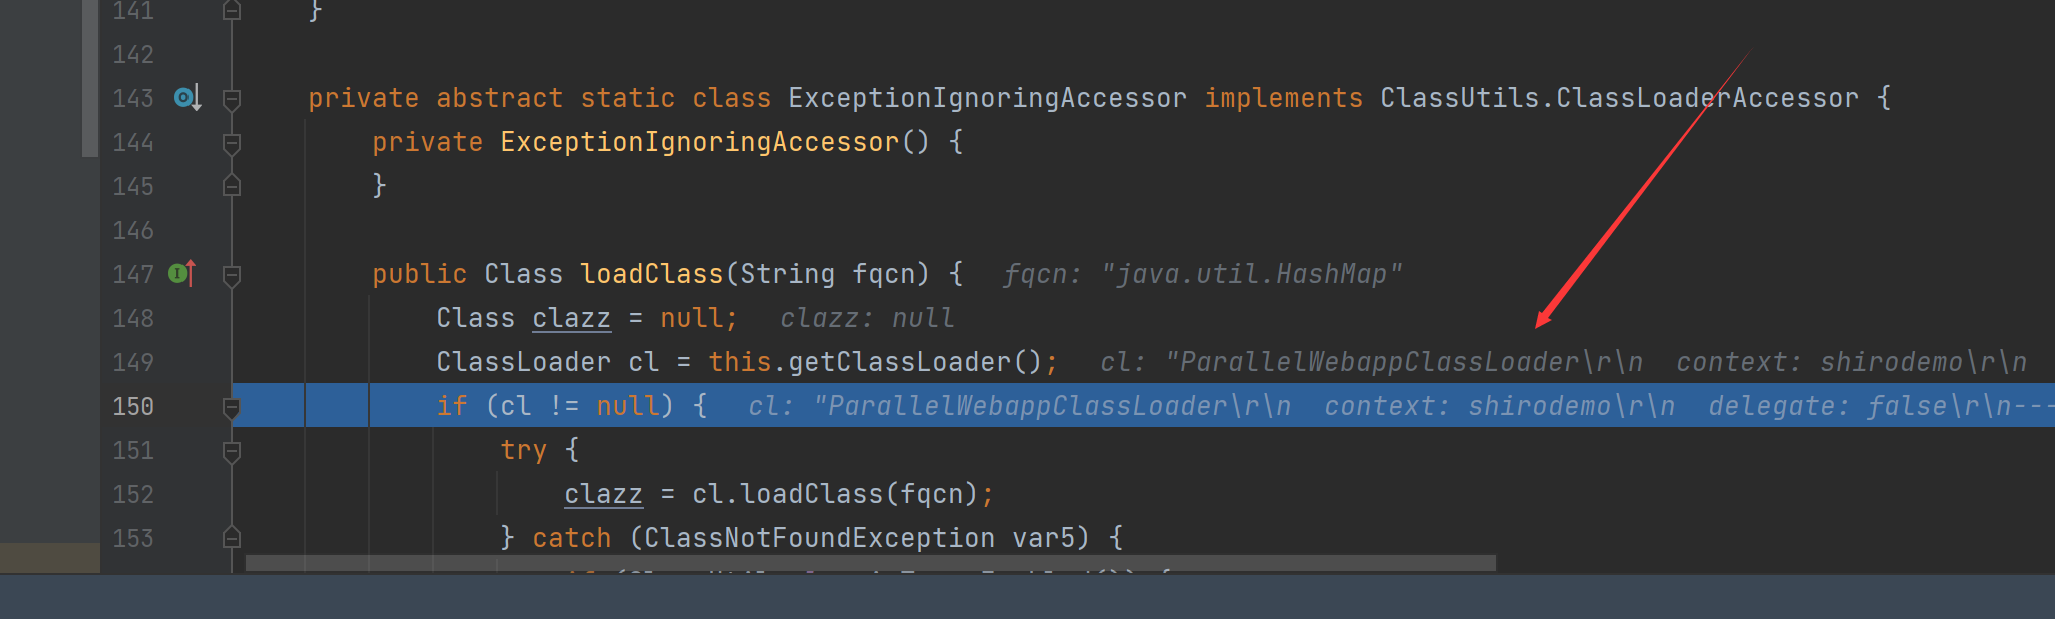 141 }
142
143 private abstract static class ExceptionIgnoringAccessor implements ClassUtils.ClassLoaderAccessor {
144 private ExceptionIgnoringAccessor() {
145 }
146
147 public Class loadClass(String fqcn) { fqcn: "java.util.HashMap"
148 Class clazz = null; clazz: null
149 ClassLoader cl = this.getClassLoader(); cl: "ParallelWebappClassLoader\r\n context: shirodemo\r\n
150 if (cl != null) { cl: "ParallelWebappClassLoader\r\n context: shirodemo\r\n delegate: false\r\n---
151 try {
152 clazz = cl.loadClass(fqcn);
153 } catch (ClassNotFoundException var5) {